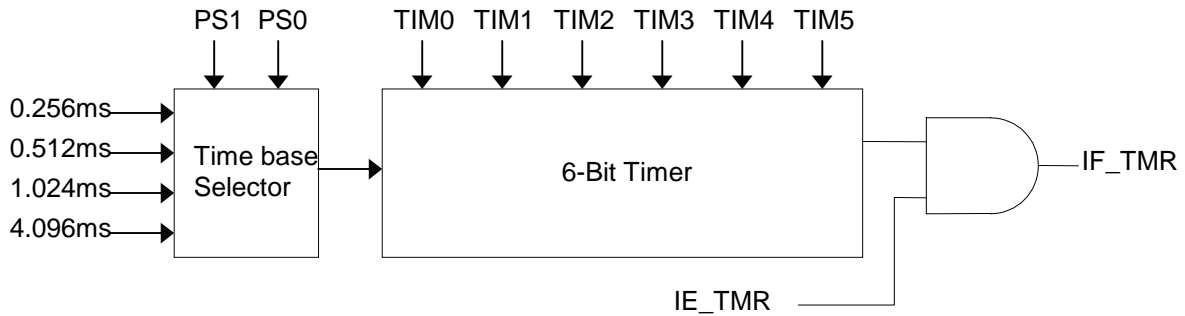 PS1 PS0 TIM0 TIM1 TIM2 TIM3 TIM4 TIM5
0.256ms
0.512ms
1.024ms
4.096ms
Time base
Selector
6-Bit Timer
IF_TMR
IE_TMR